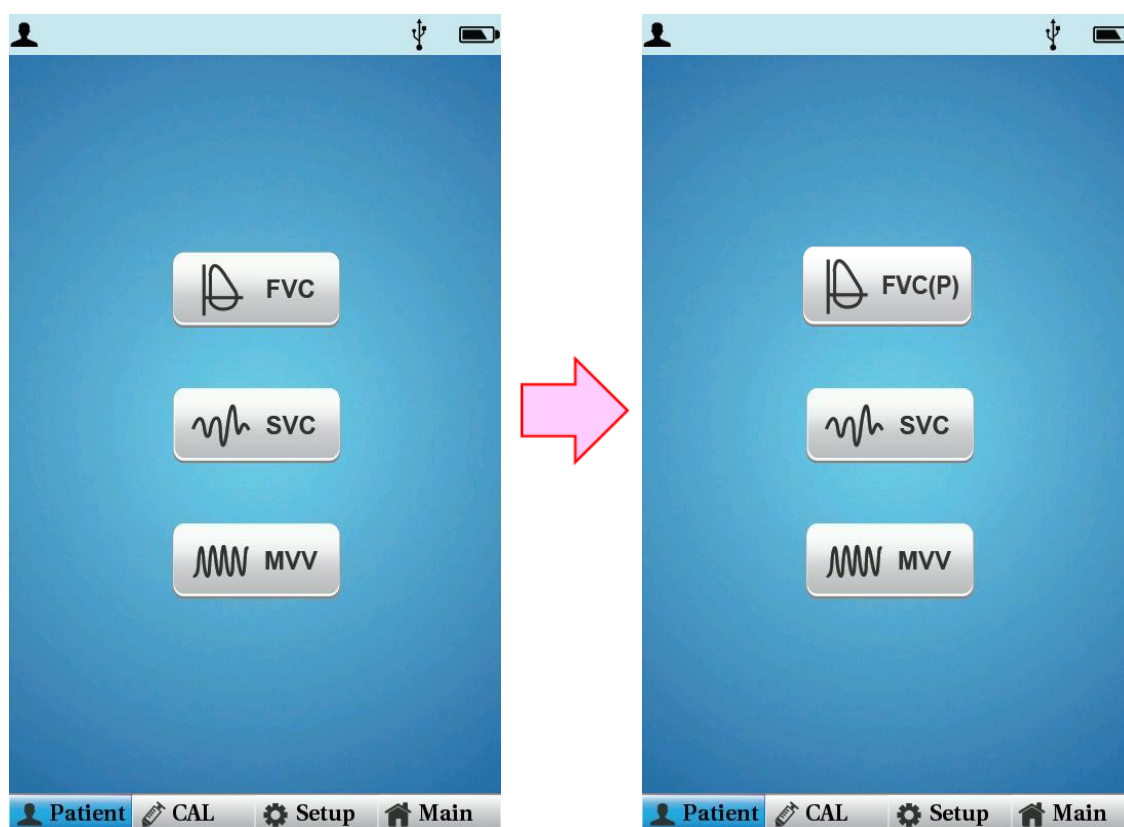 FVC
SVC
MVV
Patient CAL Setup Main
FVC(P)
SVC
MVV
Patient CAL Setup Main